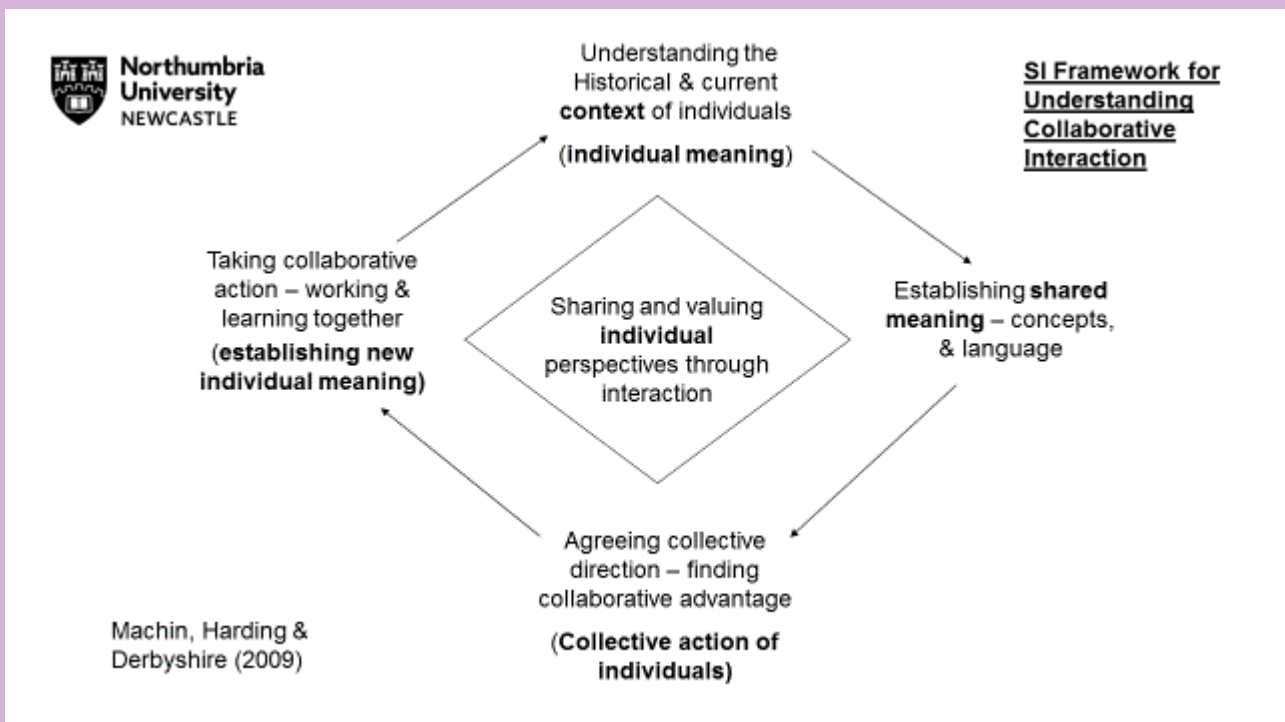 Northumbria
University
NEWCASTLE
Understanding the
Historical & current
context of individuals
(individual meaning)
SI Framework for
Understanding
Collaborative
Interaction
Taking collaborative
action – working &
learning together
(establishing new
individual meaning)
Sharing and valuing
individual
perspectives through
interaction
Establishing shared
meaning – concepts,
& language
Agreeing collective
direction – finding
collaborative advantage
(Collective action of
individuals)
Machin, Harding &
Derbyshire (2009)